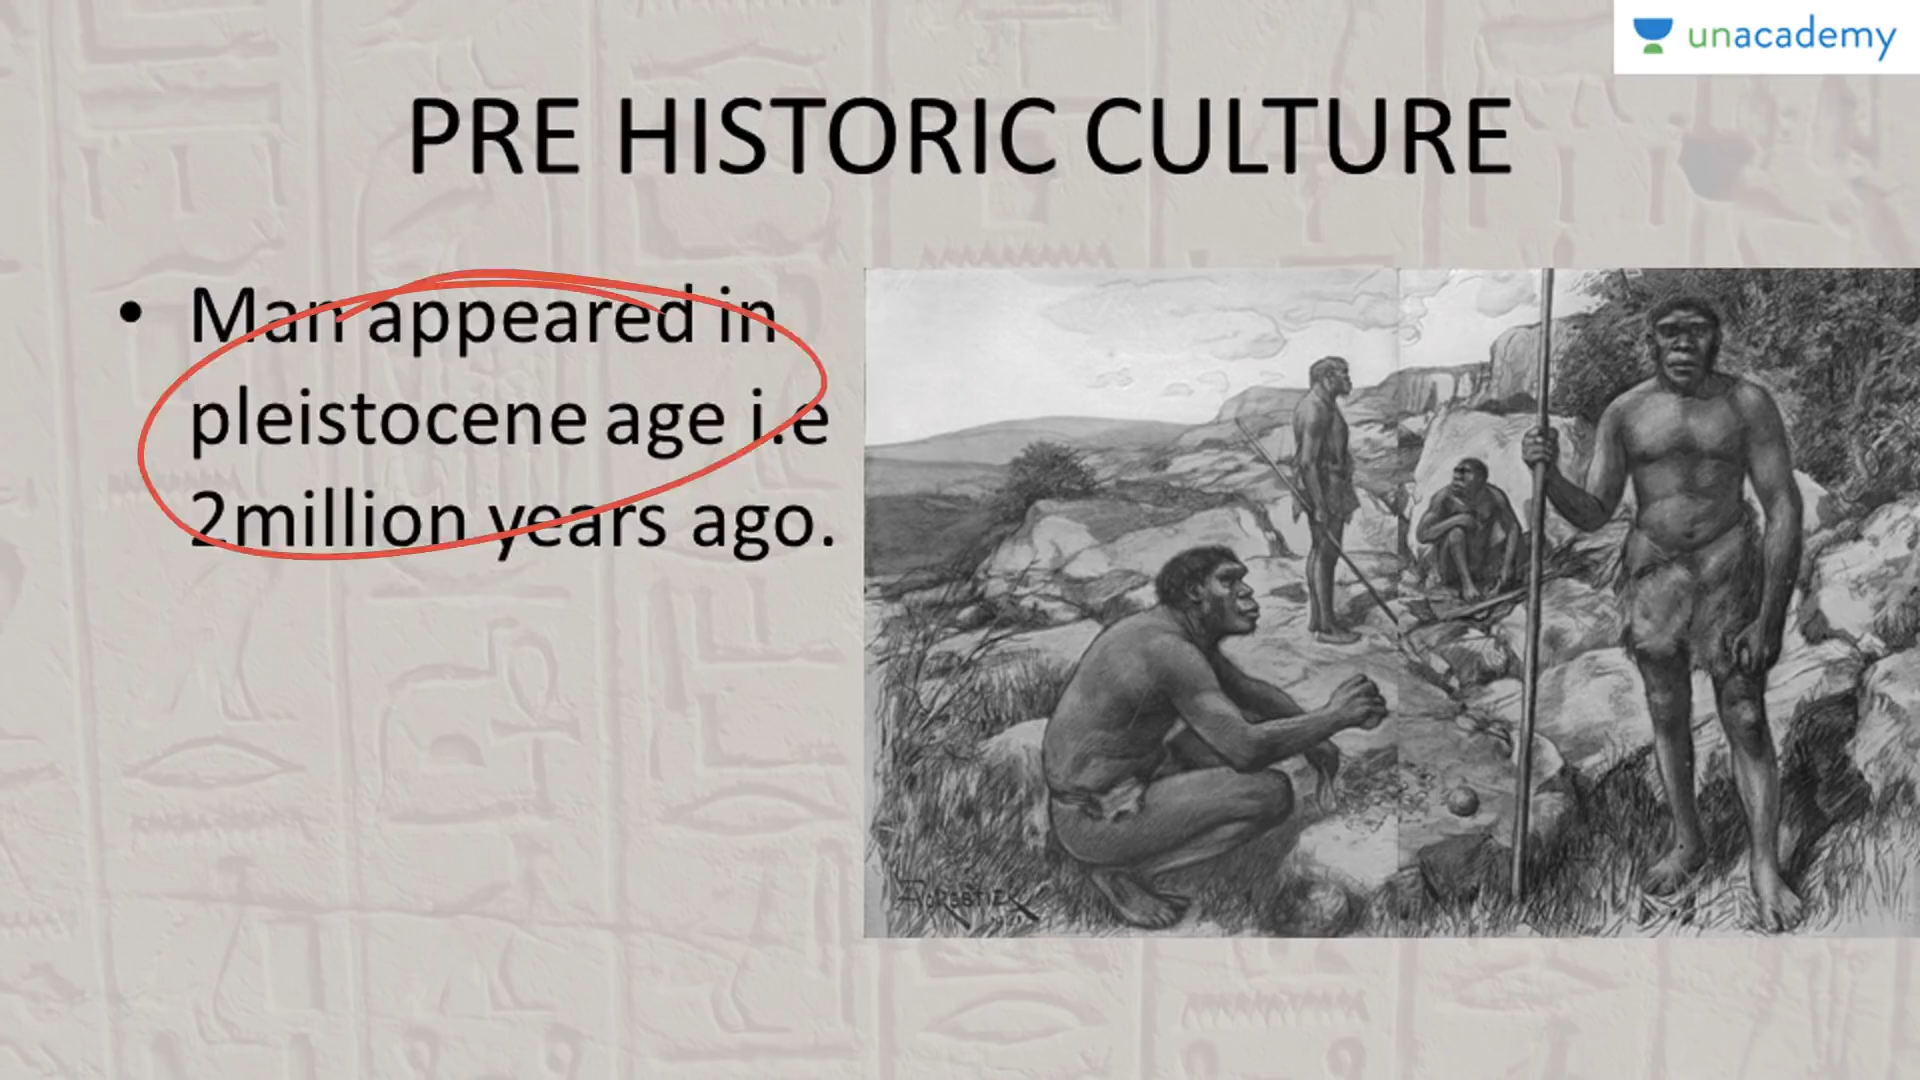 unacademy
PRE HISTORIC CULTURE
• Man appeared in
pleistocene age i.e
2million years ago.